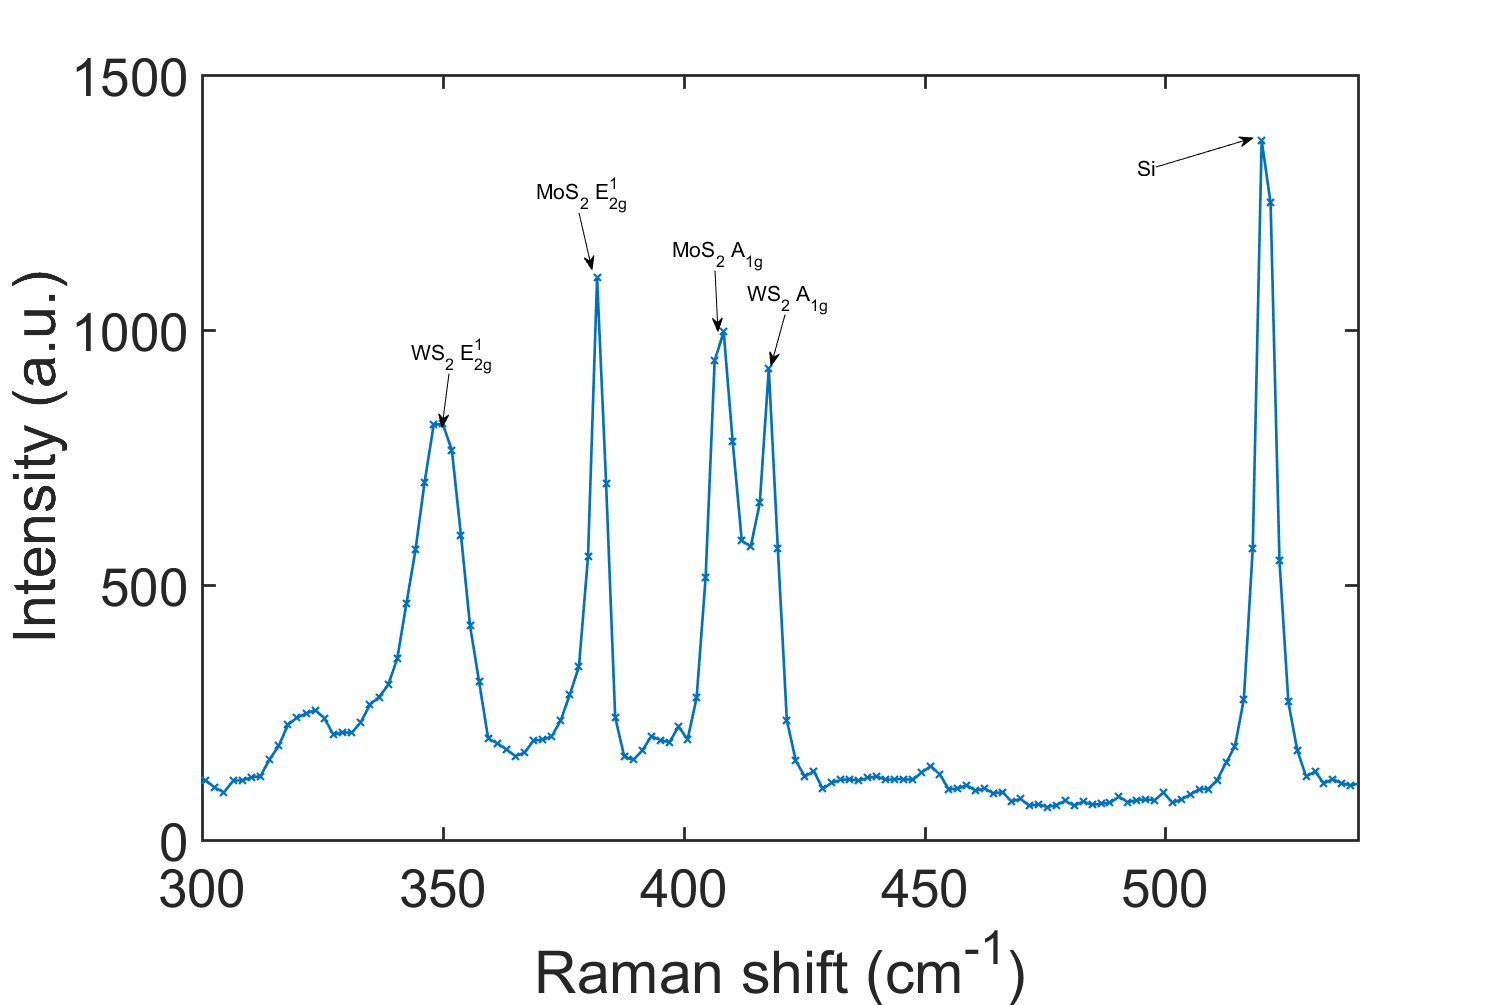 1500
1000
500
0
Intensity (a.u.)
Si
MoS₂ E¹₂g
MoS₂ A₁g
WS₂ A₁g
WS₂ E¹₂g
300 350 400 450 500
Raman shift (cm⁻¹)